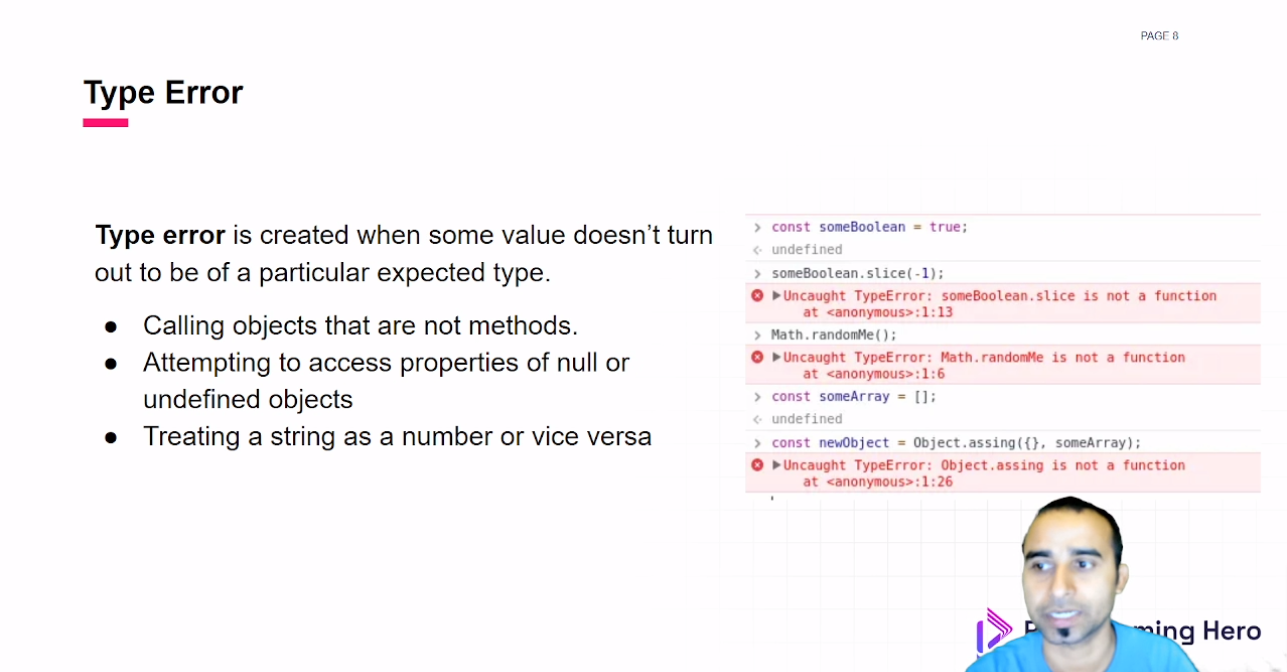 PAGE 8
Type Error
Type error is created when some value doesn’t turn
out to be of a particular expected type.
● Calling objects that are not methods.
● Attempting to access properties of null or
undefined objects
● Treating a string as a number or vice versa
> const someBoolean = true;
< undefined
> someBoolean.slice(-1);
▶Uncaught TypeError: someBoolean.slice is not a function
at <anonymous>:1:13
> Math.randomMe();
▶Uncaught TypeError: Math.randomMe is not a function
at <anonymous>:1:6
> const someArray = [];
< undefined
> const newObject = Object.assing({}, someArray);
▶Uncaught TypeError: Object.assing is not a function
at <anonymous>:1:26
Hero